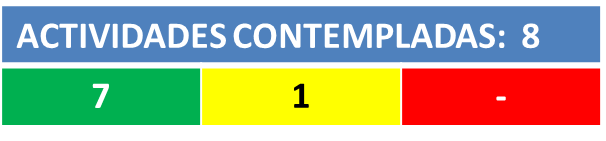 ACTIVIDADES CONTEMPLADAS: 8
7 1 -